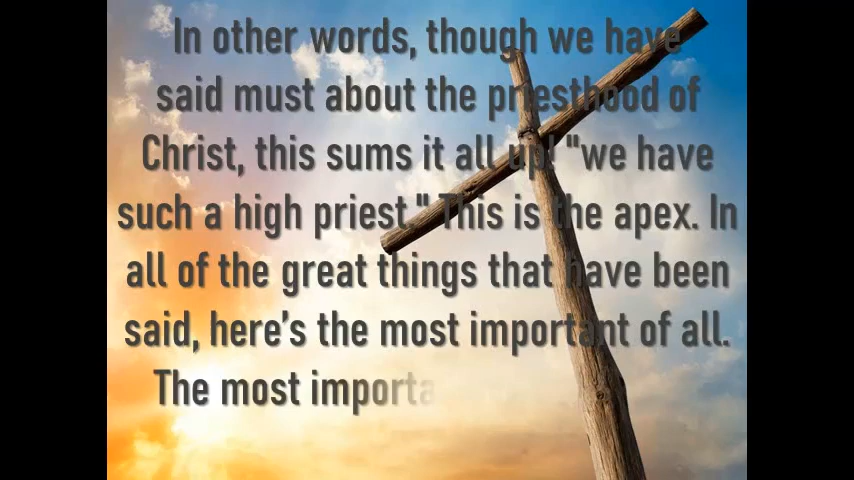 In other words, though we have
said must about the priesthood of
Christ, this sums it all up! "we have
such a high priest." This is the apex. In
all of the great things that have been
said, here's the most important of all.
The most importa